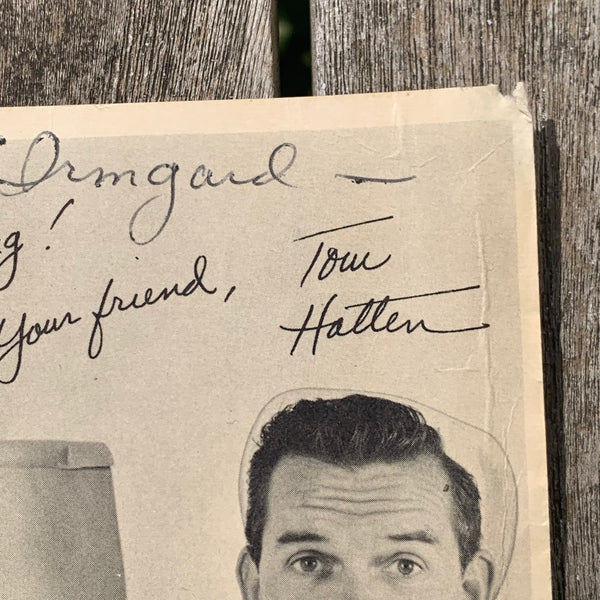 Irmgard —
g!
Your friend, Tom
Hatten